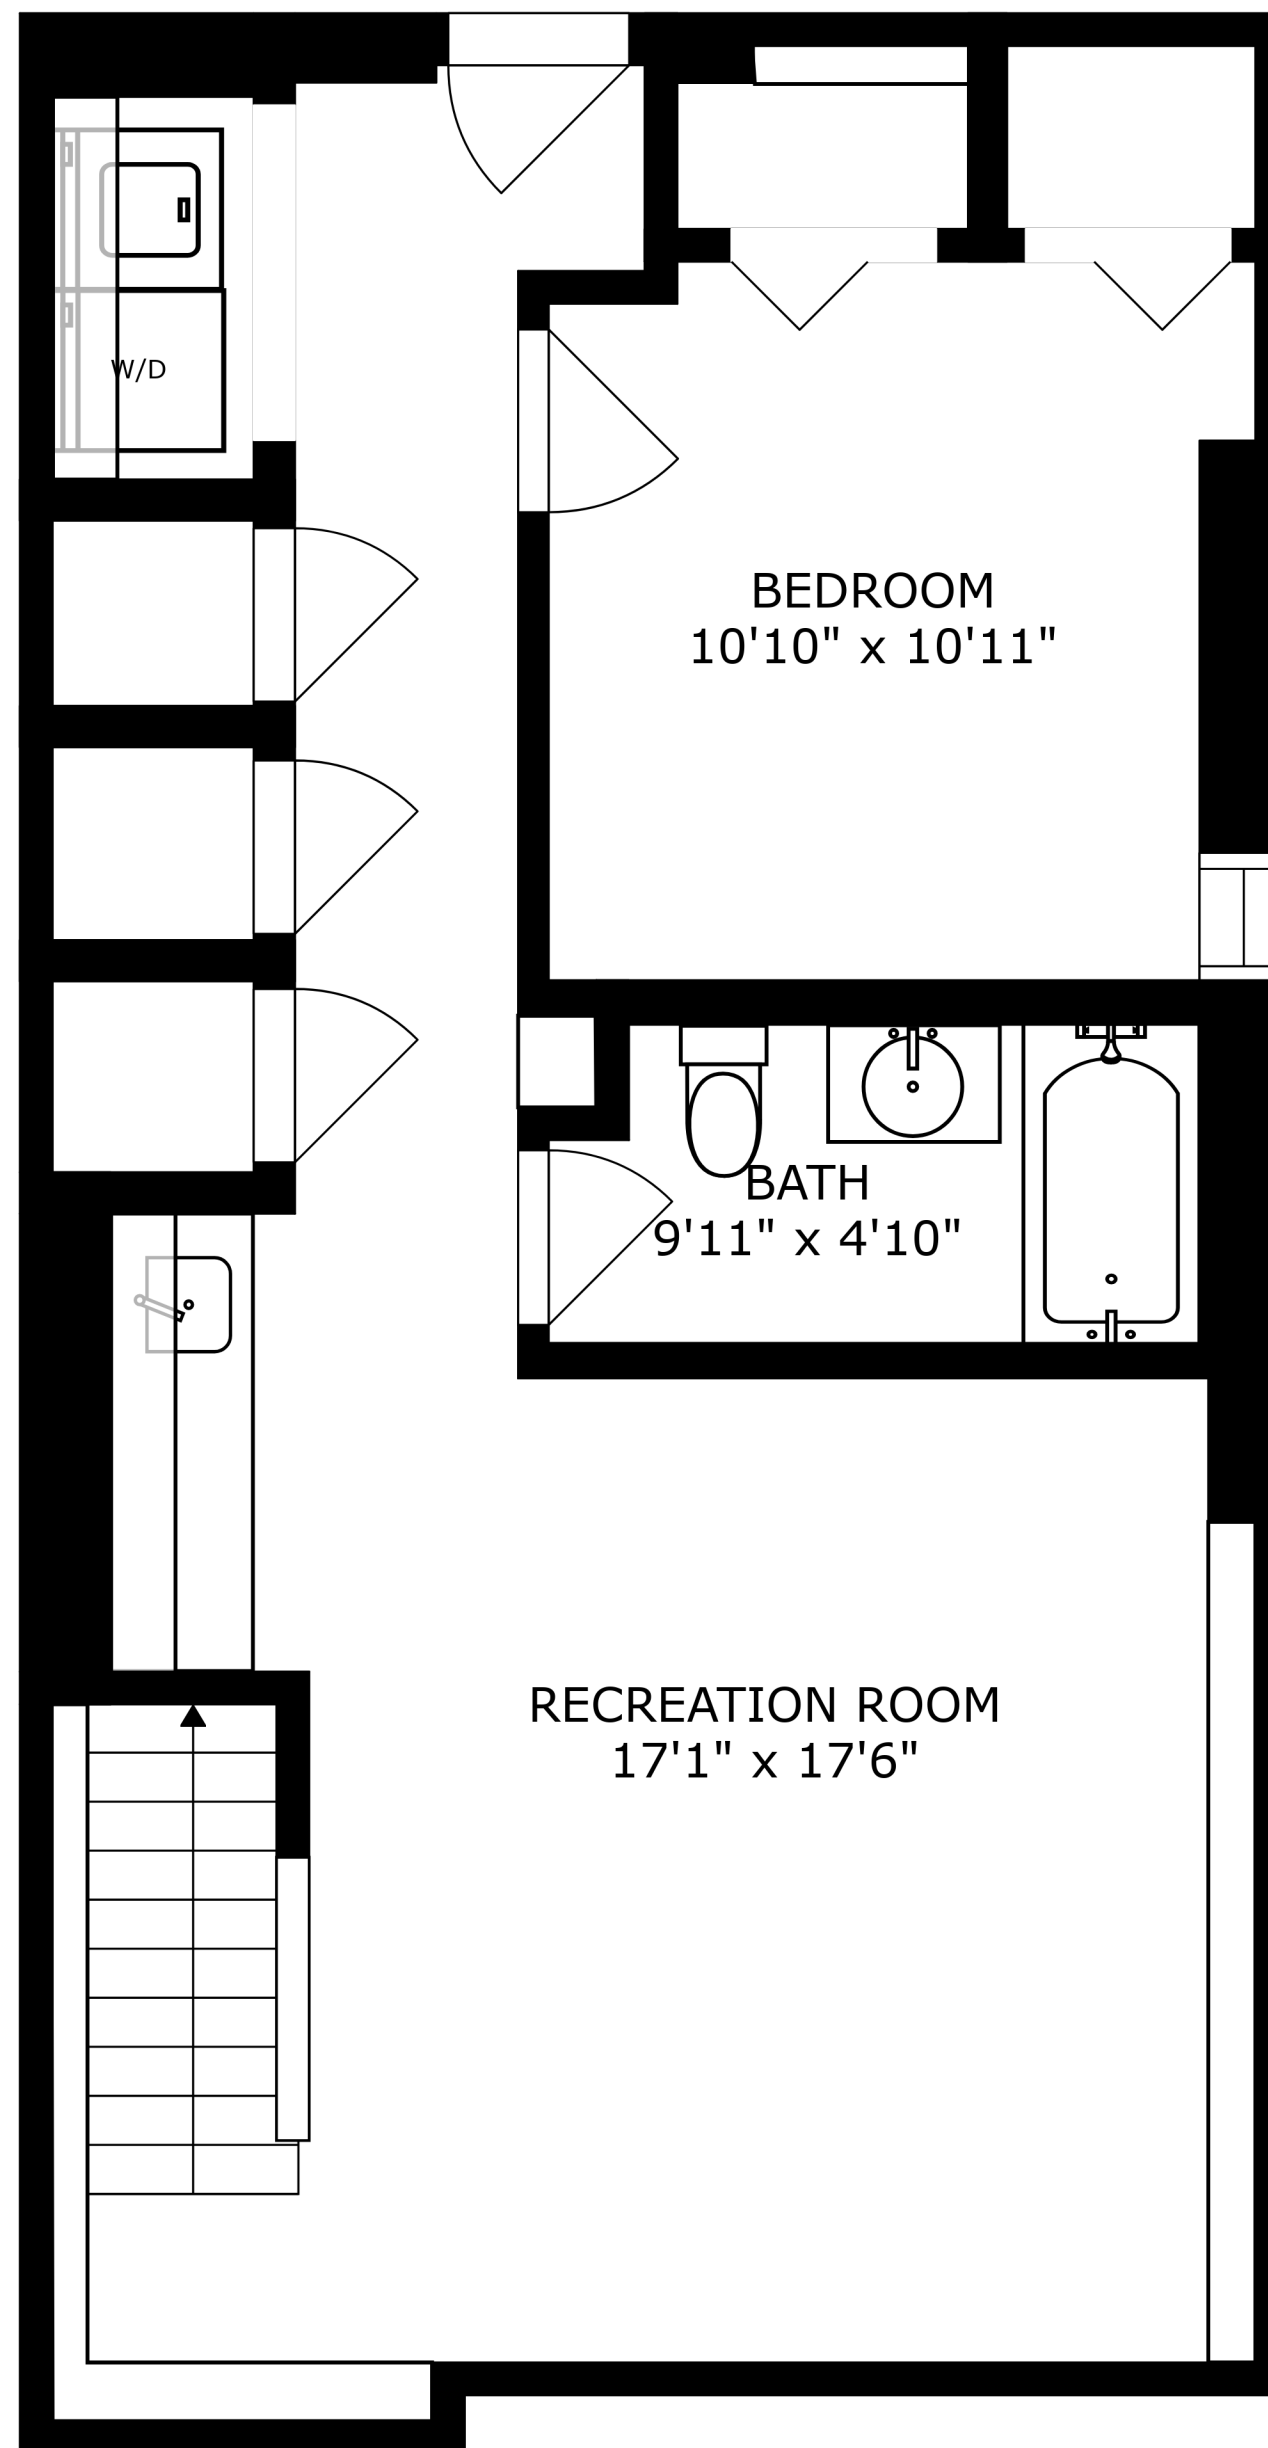 W/D
BEDROOM
10'10" x 10'11"
BATH
9'11" x 4'10"
RECREATION ROOM
17'1" x 17'6"